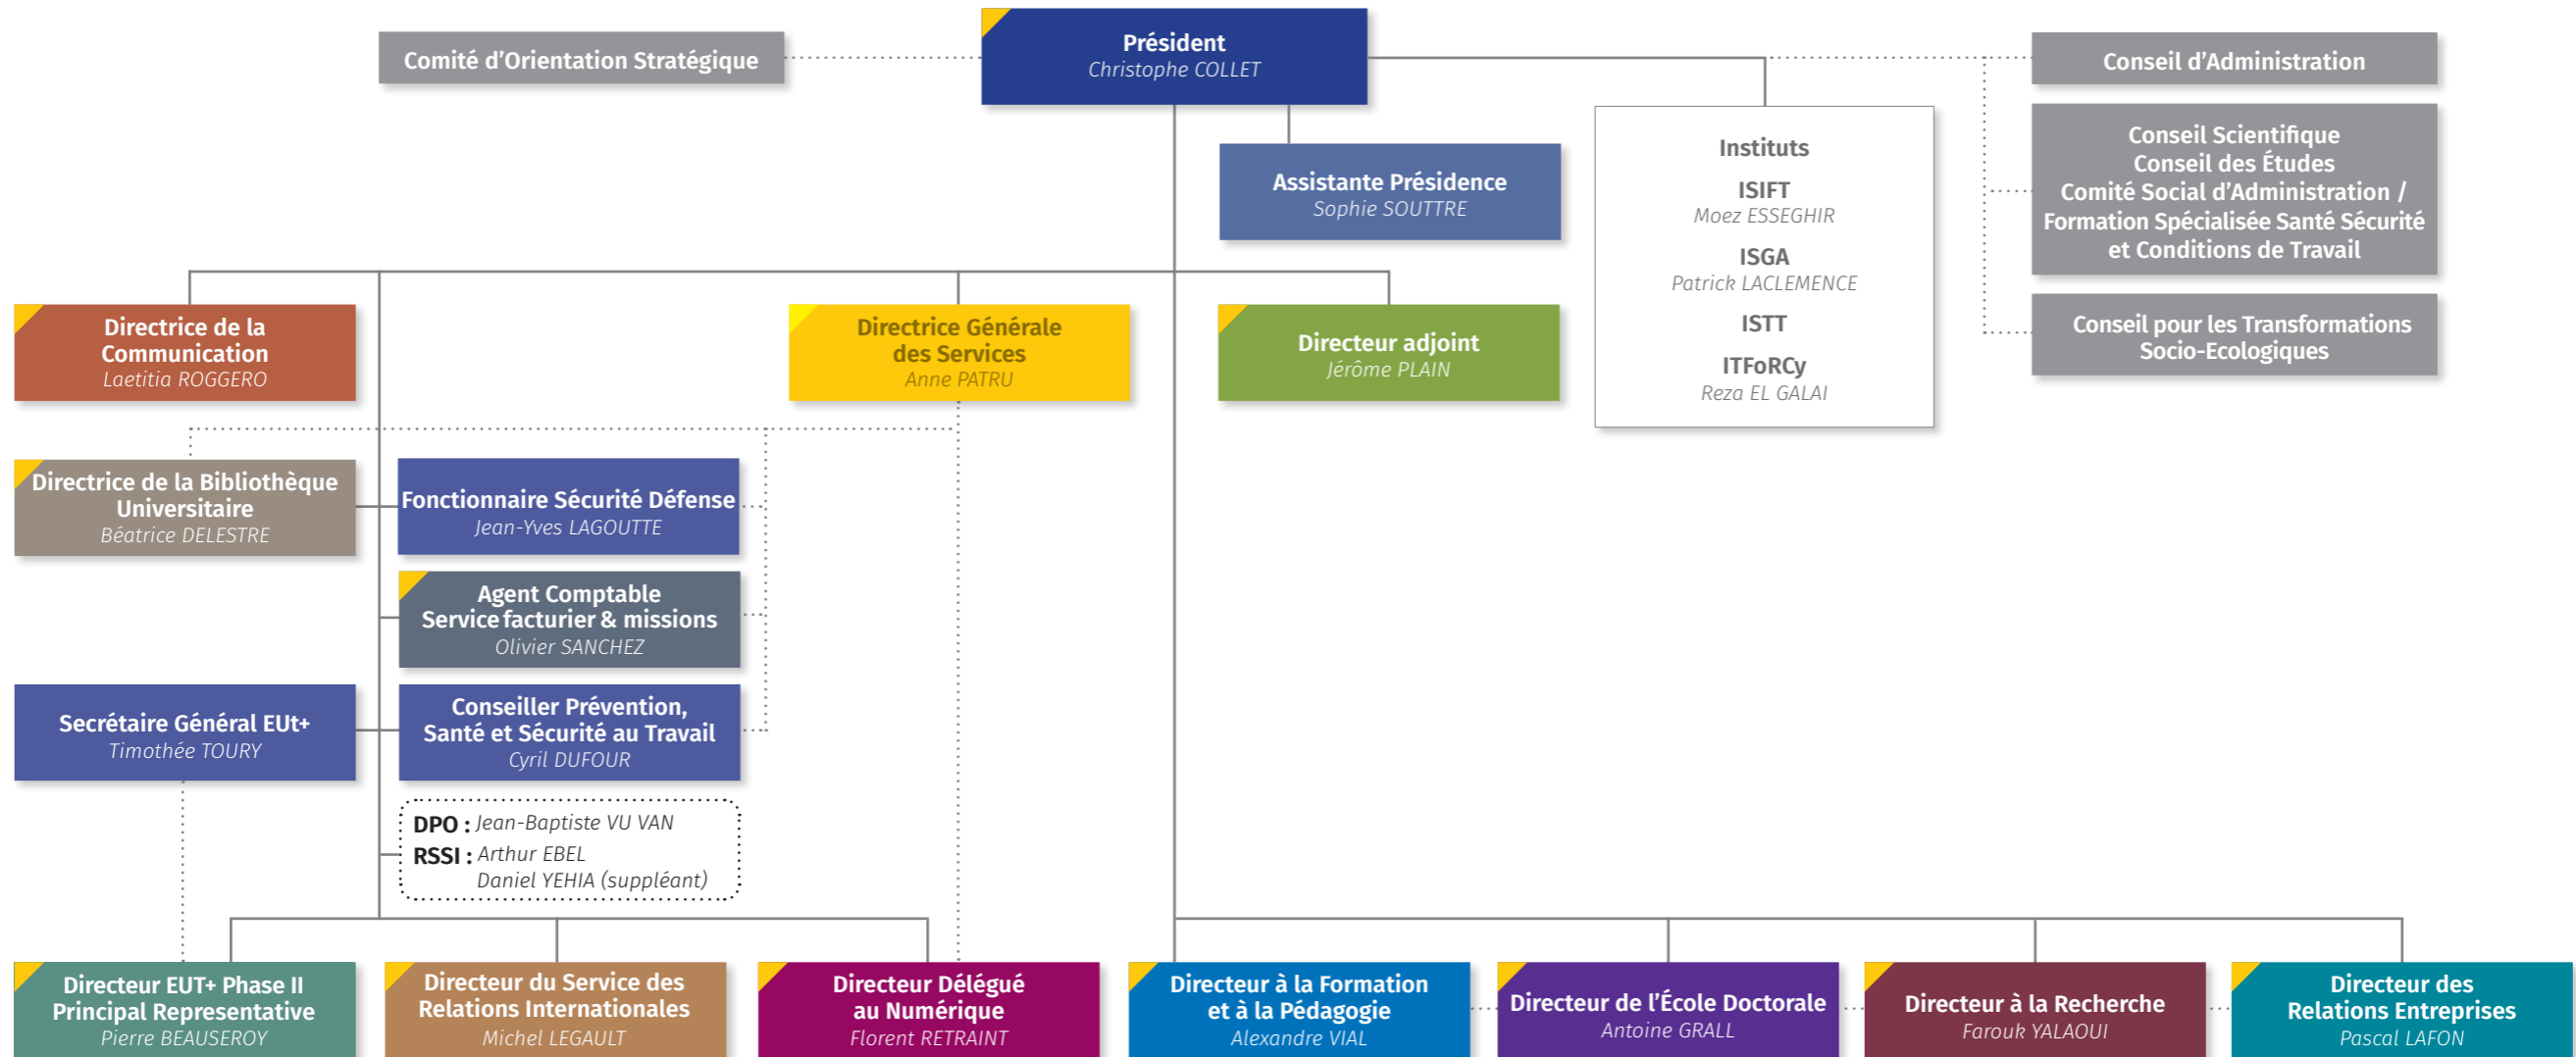 Comité d’Orientation Stratégique
Président
Christophe COLLET
Conseil d’Administration
Conseil Scientifique
Conseil des Études
Comité Social d’Administration /
Formation Spécialisée Santé Sécurité
et Conditions de Travail
Conseil pour les Transformations
Socio-Ecologiques
Assistante Présidence
Sophie SOUTTRE
Instituts
ISIFT
Moez ESSEGHIR
ISGA
Patrick LACLEMENCE
ISTT
ITFoRCy
Reza EL GALAI
Directrice de la
Communication
Laetitia ROGGERO
Directrice Générale
des Services
Anne PATRU
Directeur adjoint
Jérôme PLAIN
Directrice de la Bibliothèque
Universitaire
Béatrice DELESTRE
Fonctionnaire Sécurité Défense
Jean-Yves LAGOUTTE
Agent Comptable
Service facturier & missions
Olivier SANCHEZ
Secrétaire Général EUt+
Timothée TOURY
Conseiller Prévention,
Santé et Sécurité au Travail
Cyril DUFOUR
DPO : Jean-Baptiste VU VAN
RSSI : Arthur EBEL
Daniel YEHIA (suppléant)
Directeur EUT+ Phase II
Principal Representative
Pierre BEAUSEROY
Directeur du Service des
Relations Internationales
Michel LEGAULT
Directeur Délégué
au Numérique
Florent RETRAINT
Directeur à la Formation
et à la Pédagogie
Alexandre VIAL
Directeur de l’École Doctorale
Antoine GRALL
Directeur à la Recherche
Farouk YALAOUI
Directeur des
Relations Entreprises
Pascal LAFON